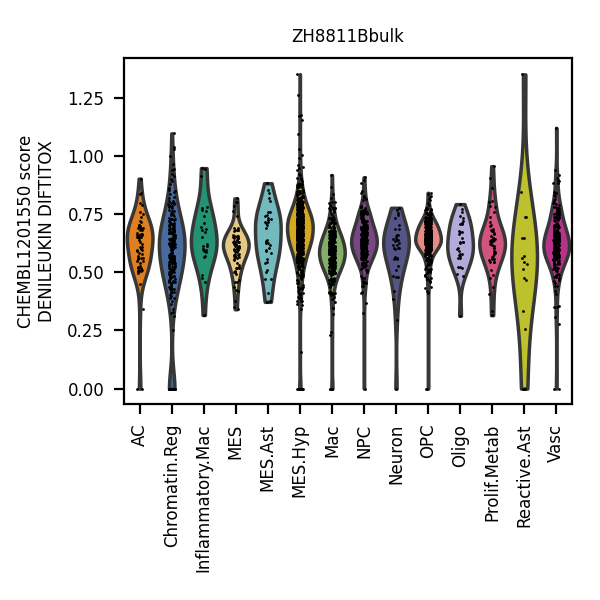 ZH8811Bbulk
CHEMBL1201550 score
DENILEUKIN DIFTITOX
1.25
1.00
0.75
0.50
0.25
0.00
AC
Chromatin.Reg
Inflammatory.Mac
MES
MES.Ast
MES.Hyp
Mac
NPC
Neuron
OPC
Oligo
Prolif.Metab
Reactive.Ast
Vasc